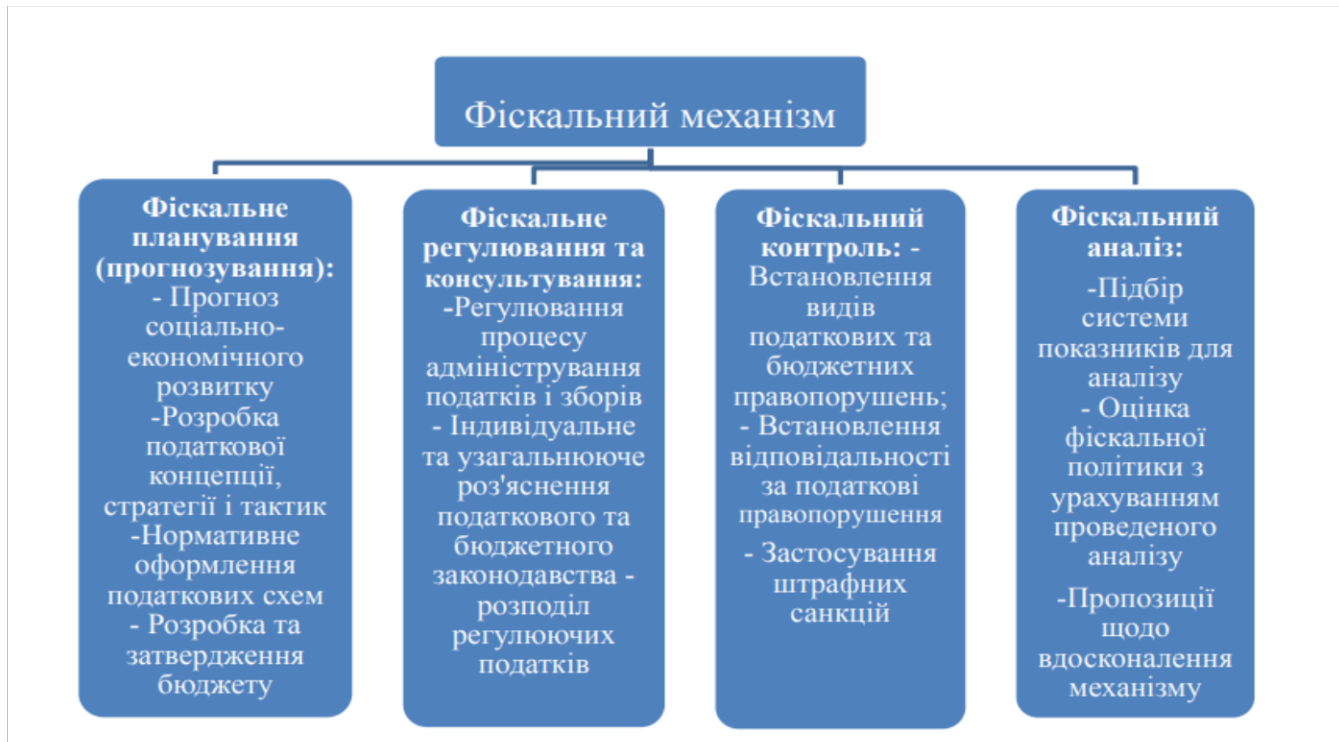 Фіскальний механізм
Фіскальне
планування
(прогнозування):
- Прогноз
соціально-
економічного
розвитку
-Розробка
податкової
концепції,
стратегії і тактик
-Нормативне
оформлення
податкових схем
- Розробка та
затвердження
бюджету
Фіскальне
регулювання та
консультування:
-Регулювання
процесу
адміністрування
податків і зборів
- Індивідуальне
та узагальнююче
роз'яснення
податкового та
бюджетного
законодавства -
розподіл
регулюючих
податків
Фіскальний
контроль: -
Встановлення
видів
податкових та
бюджетних
правопорушень;
- Встановлення
відповідальності
за податкові
правопорушення
- Застосування
штрафних
санкцій
Фіскальний
аналіз:
-Підбір
системи
показників для
аналізу
- Оцінка
фіскальної
політики з
урахуванням
проведеного
аналізу
-Пропозиції
щодо
вдосконалення
механізму